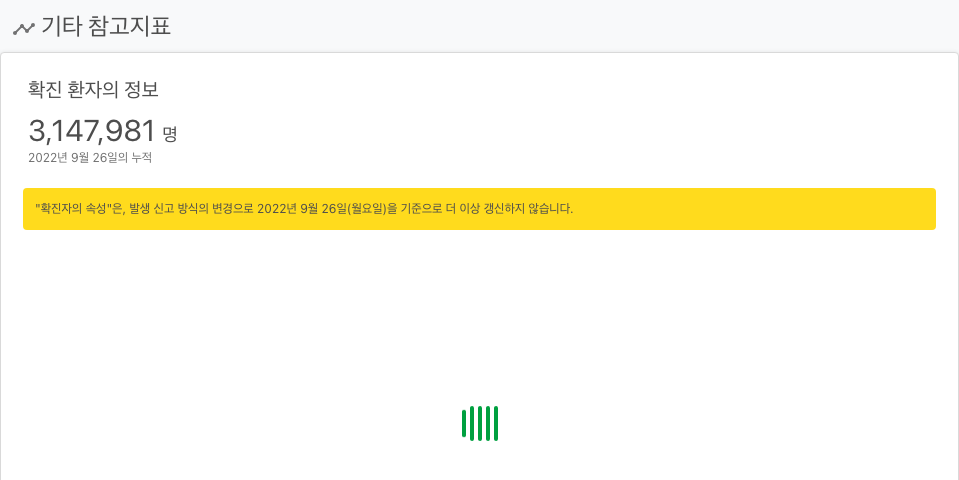 기타 참고지표
확진 환자의 정보
3,147,981 명
2022년 9월 26일의 누적
"확진자의 속성"은, 발생 신고 방식의 변경으로 2022년 9월 26일(월요일)을 기준으로 더 이상 갱신하지 않습니다.